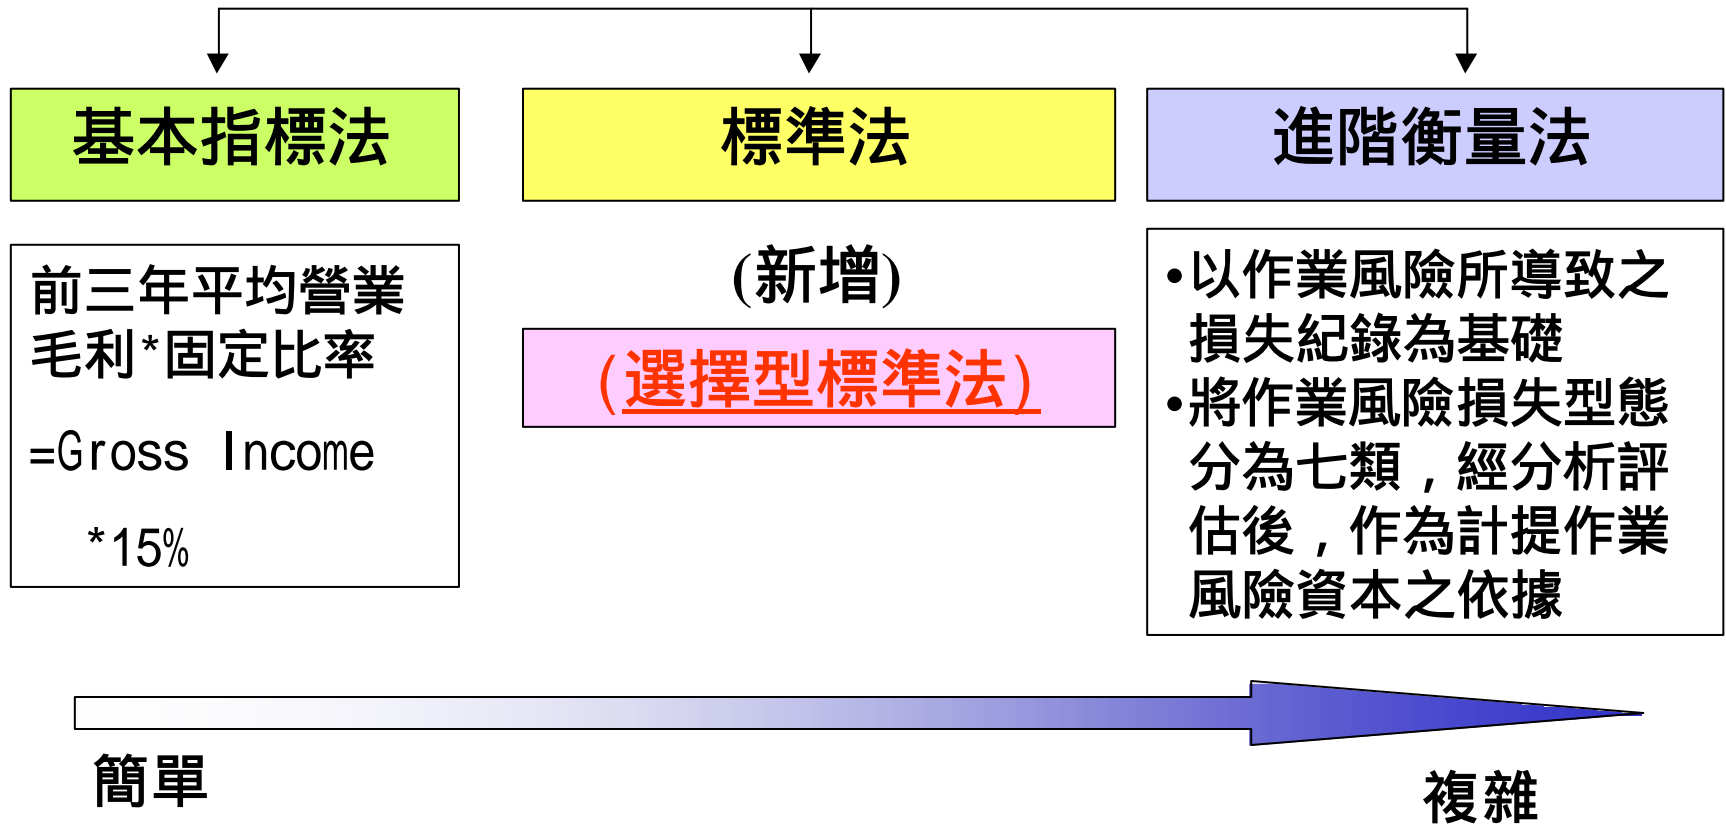 基本指標法
標準法
進階衡量法
前三年平均營業
毛利*固定比率
=Gross Income
*15%
(新增)
(選擇型標準法)
•以作業風險所導致之
損失紀錄為基礎
•將作業風險損失型態
分為七類，經分析評
估後，作為計提作業
風險資本之依據
簡單
複雜